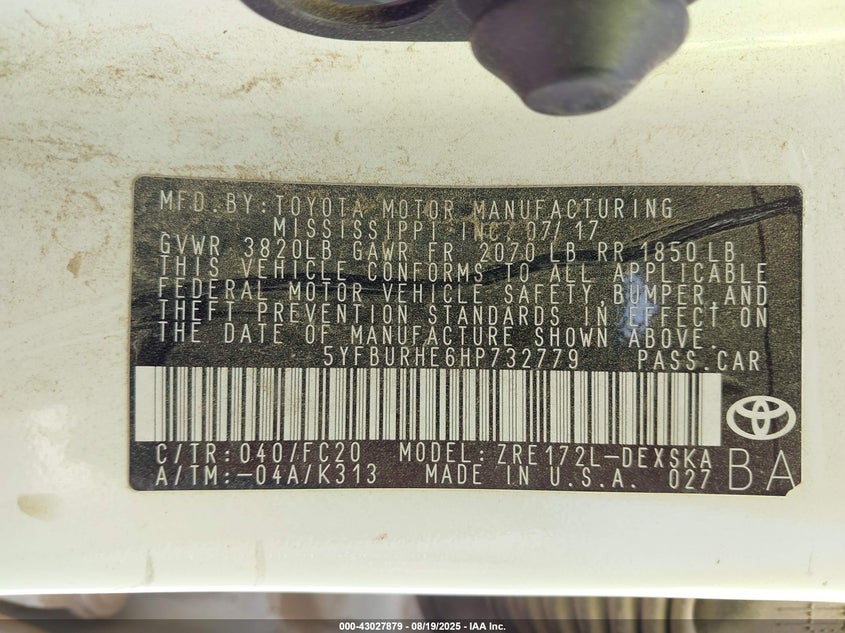 MFD.BY:TOYOTA MOTOR MANUFACTURING
MISSISSIPPI INC. 07/17
GVWR 3820LB GAWR FR 2070 LB RR 1850 LB
THIS VEHICLE CONFORMS TO ALL APPLICABLE
FEDERAL MOTOR VEHICLE SAFETY,BUMPER,AND
THEFT PREVENTION STANDARDS IN EFFECT ON
THE DATE OF MANUFACTURE SHOWN ABOVE.
5YFBURHE6HP732779 PASS.CAR
C/TR:040/FC20 MODEL:ZRE172L-DEXSKA
A/TM:-04A/K313 MADE IN U.S.A. 027 BA
000-43027879 - 08/19/2025 - IAA Inc.